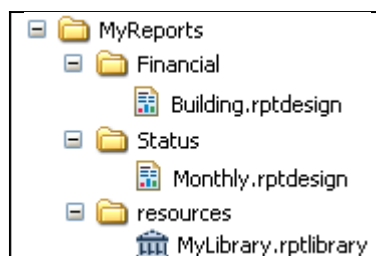 MyReports
Financial
Building.rptdesign
Status
Monthly.rptdesign
resources
MyLibrary.rptlibrary